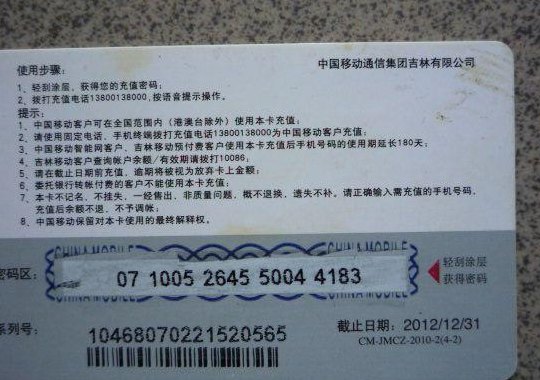 使用步骤:
中国移动通信集团吉林有限公司
1、轻刮涂层、获得您的充值密码;
2、拨打充值电话13800138000,按语音提示操作。
提示:
1、中国移动客户可在全国范围内(港澳台除外)使用本卡充值;
2、请使用固定电话、手机终端拨打充值电话13800138000为中国移动客户充值;
3、中国移动智能网客户、吉林移动预付费客户使用本卡充值后手机号码的使用期延长180天;
4、吉林移动客户查询帐户余额/有效期请拨打10086;
5、请在截止日期前充值,逾期将被视为放弃卡上金额;
6、委托银行转帐付费的客户不能使用本卡充值;
7、本卡不记名、不挂失、一经售出、非质量问题,概不退换、遗失不补。请正确输入需充值的手机号码,
充值后余额不退、不予调帐;
8、中国移动保留对本卡使用的最终解释权。
CHINA MOBILE CHINA MOBILE
密码区:
07 1005 2645 5004 4183
轻刮涂层
获得密码
CHINA MOBILE CHINA MOBILE
系列号:
10468070221520565
截止日期: 2012/12/31
CM-JMCZ-2010-2(4-2)